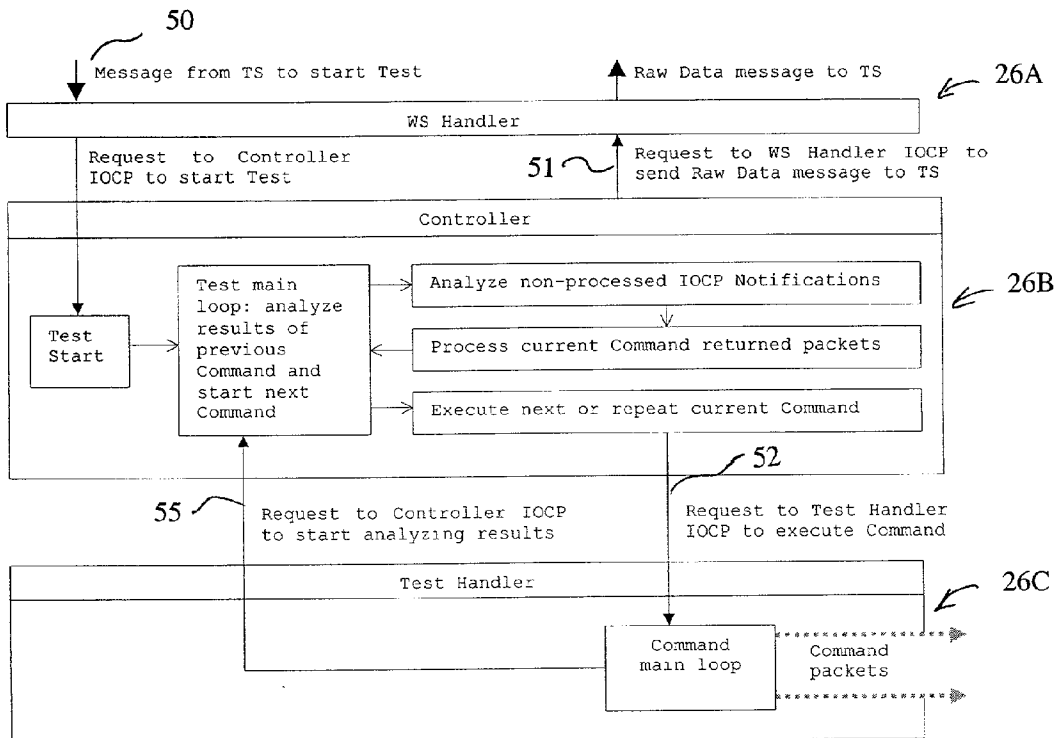 50
Message from TS to start Test
Raw Data message to TS
26A
WS Handler
Request to Controller
IOCP to start Test
51
Request to WS Handler IOCP to
send Raw Data message to TS
Controller
26B
Test
Start
Test main
loop: analyze
results of
previous
Command and
start next
Command
Analyze non-processed IOCP Notifications
Process current Command returned packets
Execute next or repeat current Command
52
55
Request to Controller IOCP
to start analyzing results
Request to Test Handler
IOCP to execute Command
Test Handler
26C
Command
main loop
Command
packets